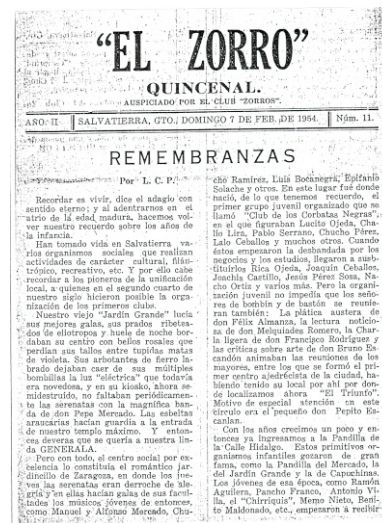 "EL ZORRO"
QUINCENAL.
AUSPICIADO POR EL CLUB "ZORROS".
AÑO II
SALVATIERRA, GTO., DOMINGO 7 DE FEB. DE 1954.
Núm. 11.
REMEMBRANZAS
Por L. C. P.
Recordar es vivir, dice el adagio con
sentido eterno; y al adentrarnos en el
atrio de la edad madura, hacemos vol-
ver nuestro recuerdo sobre los años de
la infancia.
Han tomado vida en Salvatierra va-
rios organismos sociales que realizan
actividades de carácter cultural, filan-
trópico, recreativo, etc. Y por ello cabe
recordar a los pioneros de la unificación
local, a quienes en el segundo cuarto de
nuestro siglo hicieron posible la orga-
nización de los primeros clubs.
Nuestro viejo "Jardín Grande" lucía
sus mejores galas, sus prados ribetea-
dos de eliotropos y huele de noche bor-
daban su centro con bellos rosales que
perdían sus tallos entre tupidas matas
de violeta. Sus arbotantes de fierro la-
brado dejaban caer de sus múltiples
bombillas la luz "eléctrica" que todavía
era novedosa, y en su kiosko, ahora se-
midestruído, no faltaban periódicamen-
te las serenatas con la magnífica ban-
da de don Pepe Mercado. Las esbeltas
araucarias hacían guardia a la entrada
de nuestro templo máximo. Y enton-
ces deveras que se quería a nuestra lin-
da GENERALA.
Pero con todo, el centro social por ex-
celencia lo constituía el romántico jar-
dincillo de Zaragoza, en donde los jue-
ves las serenatas eran derroche de ale-
gría y en ellas hacían galas de sus facul-
tades los músicos jóvenes de entonces,
como Manuel y Alfonso Mercado, Chu-
cho Ramírez, Luis Bocanegra, Epifanio
Solache y otros. En este lugar fué donde
nació, de lo que tenemos recuerdo, el
primer grupo juvenil organizado que se
llamó "Club de los Corbatas Negras",
en el que figuraban Lucito Ojeda, Cha-
llo Lira, Pablo Serrano, Chucho Pérez,
Lalo Ceballos y muchos otros. Cuando
éstos empezaron la desbandada por los
negocios y los estudios, llegaron a sus-
tituírlos Rica Ojeda, Joaquín Ceballos,
Joachís Castillo, Jesús Pérez Sosa, Na-
cho Ortiz y varios más. Pero la organi-
zación juvenil no impedía que los seño-
res de bombín y de bastón se reunie-
ran también: La plática austera de
don Félix Almanza, la lectura noticio-
sa de don Melquiades Romero, la Char-
la ligera de don Francisco Rodríguez y
las críticas sobre arte de don Bruno Es-
candón animaban las reuniones de los
mayores, entre los que se formó el pri-
mer centro ajedrecista de la ciudad, ha-
biendo tenido su local por ahí por don-
de localizamos ahora "El Triunfo".
Motivo de especial atención en este
círculo era el pequeño don Pepito Es-
canlan.
Con los años crecimos un poco y en-
tonces ya ingresamos a la Pandilla de
la Calle Hidalgo. Estos primitivos or-
ganismos infantiles gozaron de gran
fama, como la Pandilla del Mercado, la
del Jardín Grande y la de Capuchinas.
Los jóvenes de esa época, como Ramón
Aguilera, Pancho Franco, Antonio Vi-
lla, el "Chirriquis", Memo Nieto, Beni-
to Maldonado, etc., empezaron a recibir